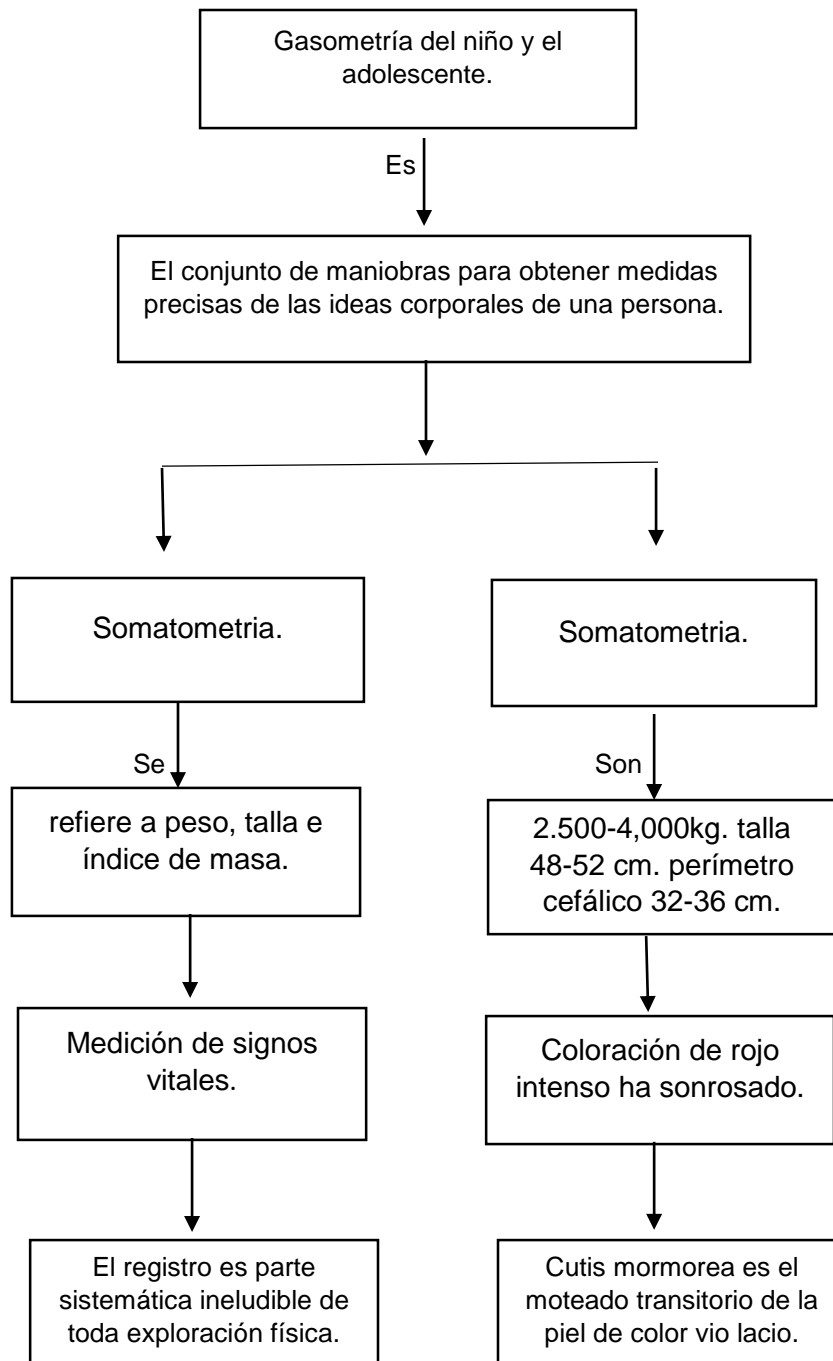 Gasometría del niño y el
adolescente.
Es
El conjunto de maniobras para obtener medidas
precisas de las ideas corporales de una persona.
Somatometria.
Somatometria.
Se
Son
refiere a peso, talla e
índice de masa.
2.500-4,000kg. talla
48-52 cm. perímetro
cefálico 32-36 cm.
Medición de signos
vitales.
Coloración de rojo
intenso ha sonrosado.
El registro es parte
sistemática ineludible de
toda exploración física.
Cutis mormorea es el
moteado transitorio de la
piel de color vio lacio.